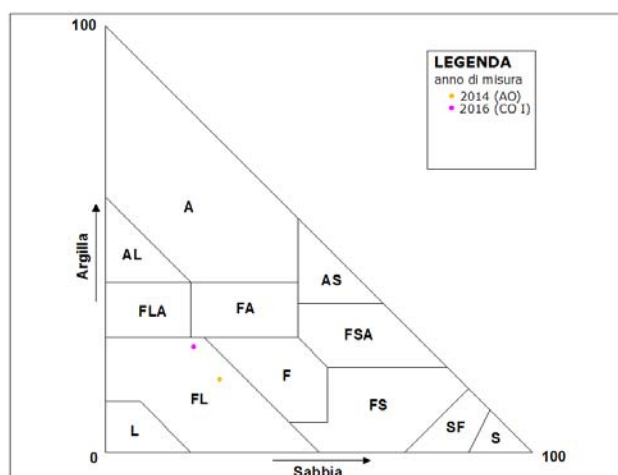 100
LEGENDA
anno di misura
2014 (AO)
2016 (CO I)
A
Argilla
AL
AS
FLA
FA
FSA
F
FL
FS
L
SF
S
0
100
Sabbia